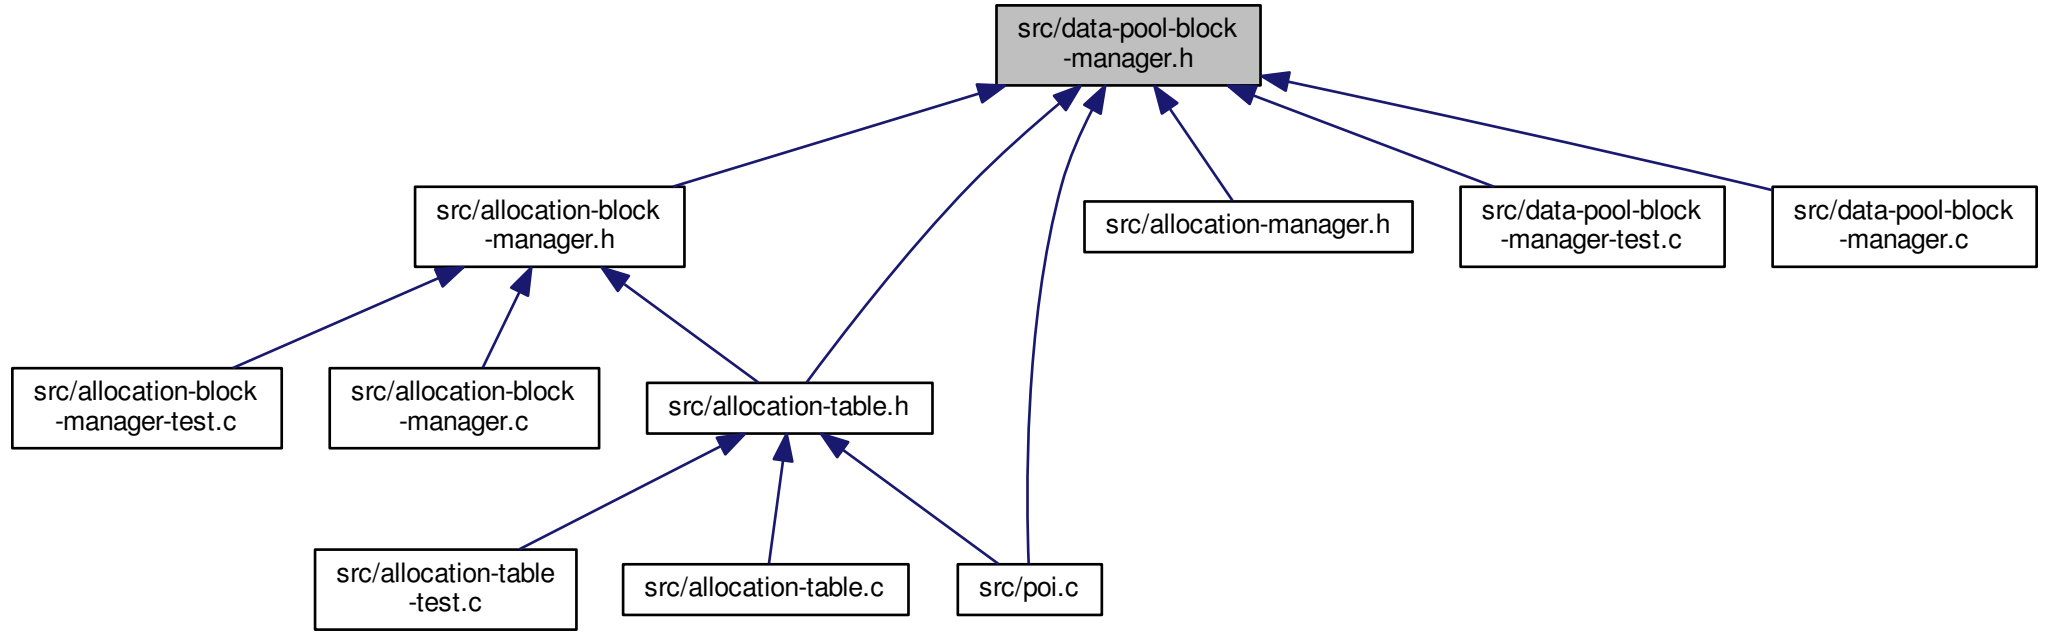 src/data-pool-block
-manager.h
src/allocation-block
-manager.h
src/allocation-manager.h
src/data-pool-block
-manager-test.c
src/data-pool-block
-manager.c
src/allocation-block
-manager-test.c
src/allocation-block
-manager.c
src/allocation-table.h
src/allocation-table
-test.c
src/allocation-table.c
src/poi.c